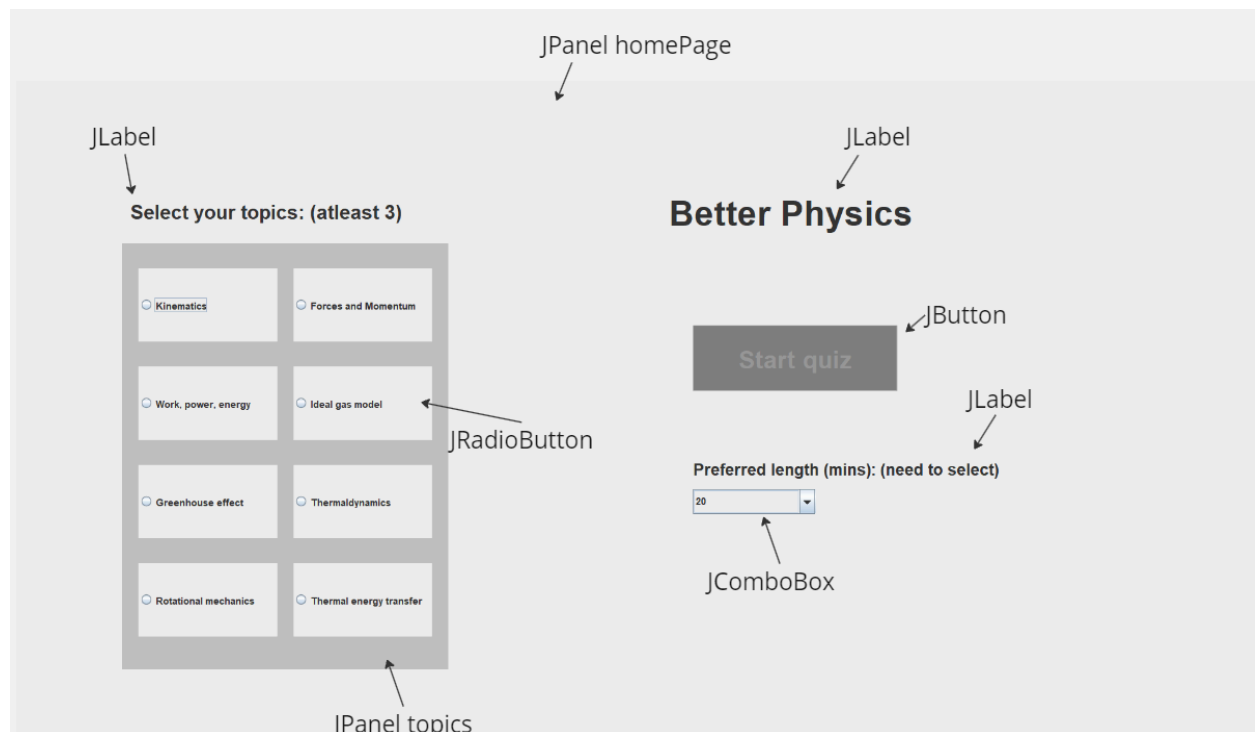 JPanel homePage
JLabel
JLabel
Select your topics: (atleast 3)
Better Physics
Kinematics
Forces and Momentum
JButton
Start quiz
Work, power, energy
Ideal gas model
JLabel
JRadioButton
Preferred length (mins): (need to select)
Greenhouse effect
Thermaldynamics
20
JComboBox
Rotational mechanics
Thermal energy transfer
JPanel topics